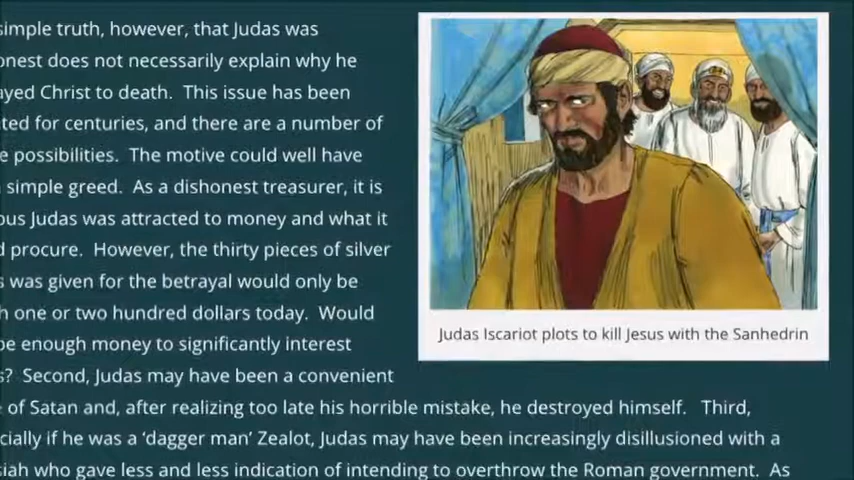 simple truth, however, that Judas was
does not necessarily explain why he
Christ to death. This issue has been
for centuries, and there are a number of
possibilities. The motive could well have
simple greed. As a dishonest treasurer, it is
Judas was attracted to money and what it
procure. However, the thirty pieces of silver
was given for the betrayal would only be
one or two hundred dollars today. Would
be enough money to significantly interest
Second, Judas may have been a convenient
of Satan and, after realizing too late his horrible mistake, he destroyed himself. Third,
if he was a ‘dagger man’ Zealot, Judas may have been increasingly disillusioned with a
who gave less and less indication of intending to overthrow the Roman government. As
Judas Iscariot plots to kill Jesus with the Sanhedrin